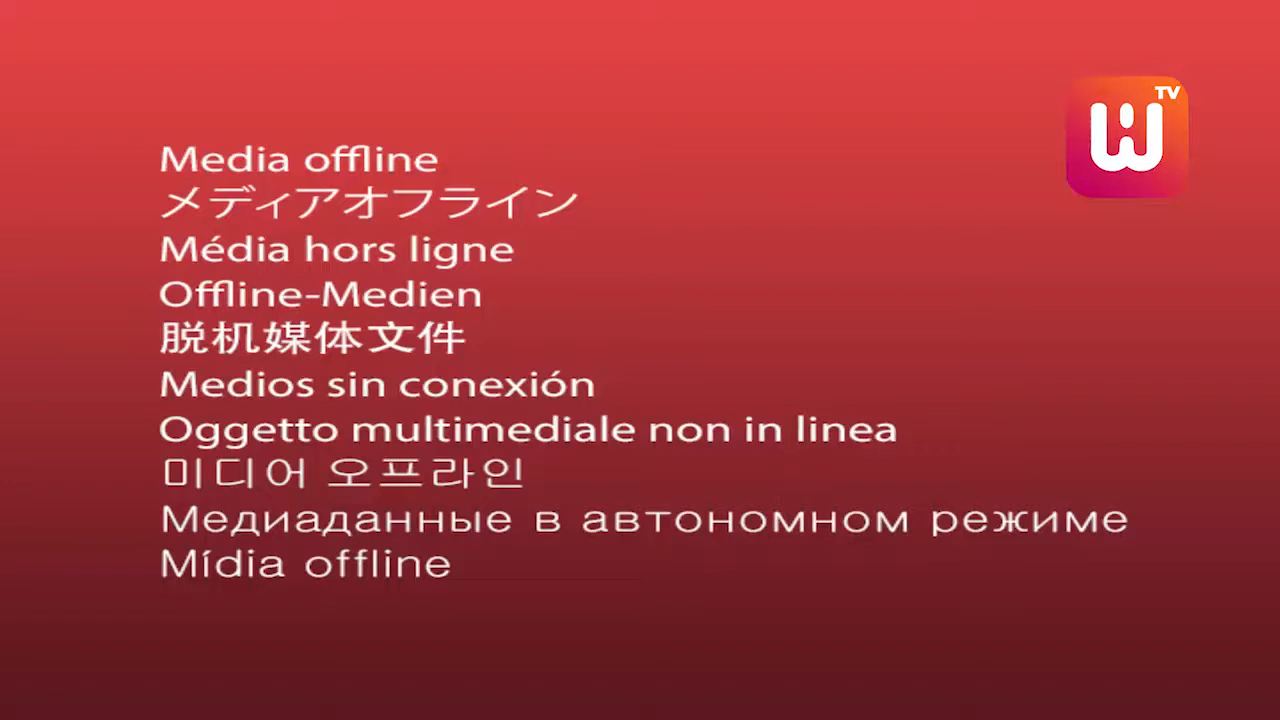 TV
W
Media offline
メディアオフライン
Média hors ligne
Offline-Medien
脱机媒体文件
Medios sin conexión
Oggetto multimediale non in linea
미디어 오프라인
Медиаданные в автономном режиме
Mídia offline